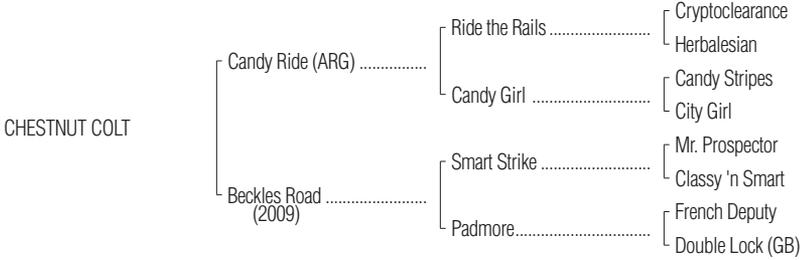 Cryptoclearance
Ride the Rails
Herbalesian
Candy Ride (ARG)
Candy Stripes
Candy Girl
City Girl
CHESTNUT COLT
Mr. Prospector
Smart Strike
Classy 'n Smart
Beckles Road
(2009)
French Deputy
Padmore
Double Lock (GB)